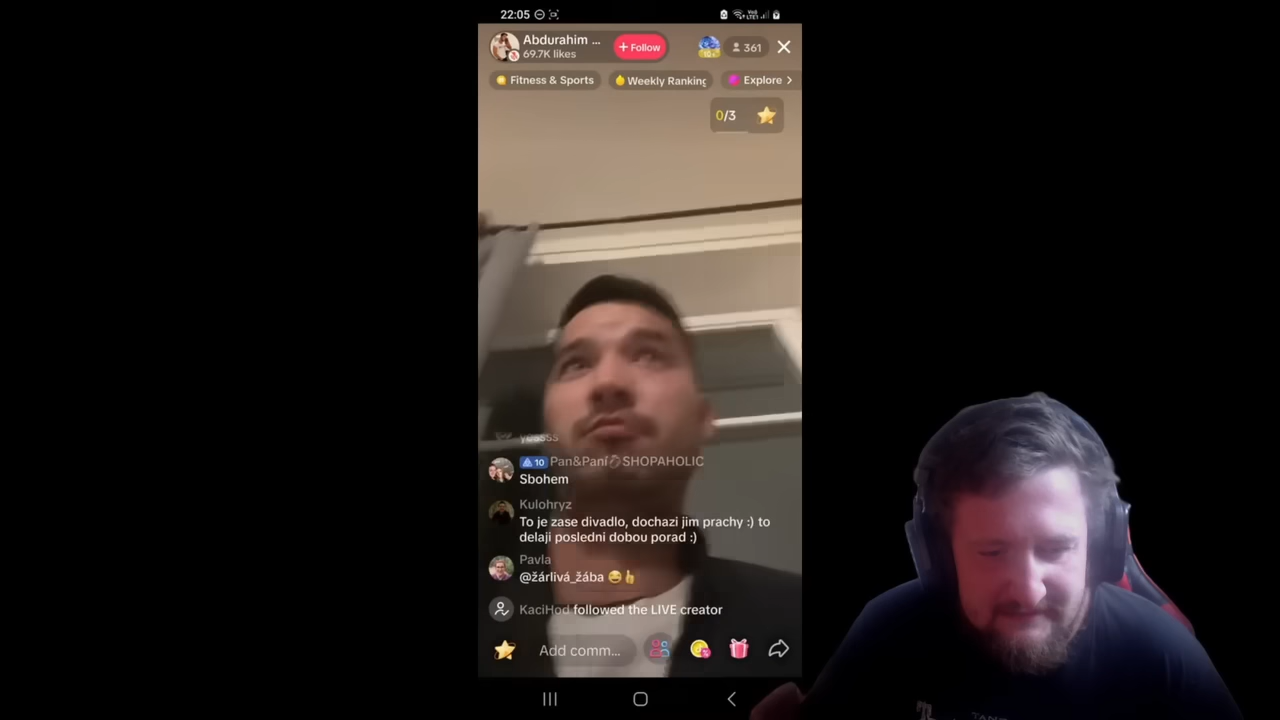 22:05
Abdurahim ...
69.7K likes
+ Follow
361
Fitness & Sports
Weekly Ranking
Explore
0/3
yessss
10 Pan&Paní SHOPAHOLIC
Sbohem
Kulohryz
To je zase divadlo, dochazi jim prachy :) to
delaji posledni dobou porad :)
Pavla
@žárlivá_žába 😂👆
KaciHod followed the LIVE creator
Add comm...